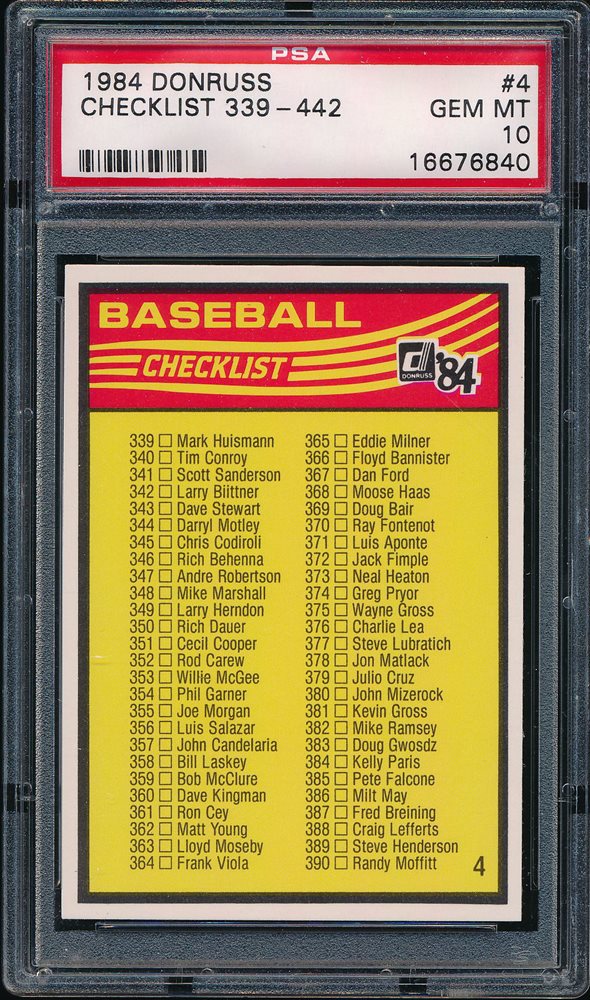 PSA
1984 DONRUSS #4
CHECKLIST 339-442 GEM MT
10
16676840
BASEBALL
CHECKLIST
d DONRUSS '84
339 □ Mark Huismann
340 □ Tim Conroy
341 □ Scott Sanderson
342 □ Larry Biittner
343 □ Dave Stewart
344 □ Darryl Motley
345 □ Chris Codiroli
346 □ Rich Behenna
347 □ Andre Robertson
348 □ Mike Marshall
349 □ Larry Herndon
350 □ Rich Dauer
351 □ Cecil Cooper
352 □ Rod Carew
353 □ Willie McGee
354 □ Phil Garner
355 □ Joe Morgan
356 □ Luis Salazar
357 □ John Candelaria
358 □ Bill Laskey
359 □ Bob McClure
360 □ Dave Kingman
361 □ Ron Cey
362 □ Matt Young
363 □ Lloyd Moseby
364 □ Frank Viola
365 □ Eddie Milner
366 □ Floyd Bannister
367 □ Dan Ford
368 □ Moose Haas
369 □ Doug Bair
370 □ Ray Fontenot
371 □ Luis Aponte
372 □ Jack Fimple
373 □ Neal Heaton
374 □ Greg Pryor
375 □ Wayne Gross
376 □ Charlie Lea
377 □ Steve Lubratich
378 □ Jon Matlack
379 □ Julio Cruz
380 □ John Mizerock
381 □ Kevin Gross
382 □ Mike Ramsey
383 □ Doug Gwosdz
384 □ Kelly Paris
385 □ Pete Falcone
386 □ Milt May
387 □ Fred Breining
388 □ Craig Lefferts
389 □ Steve Henderson
390 □ Randy Moffitt
4